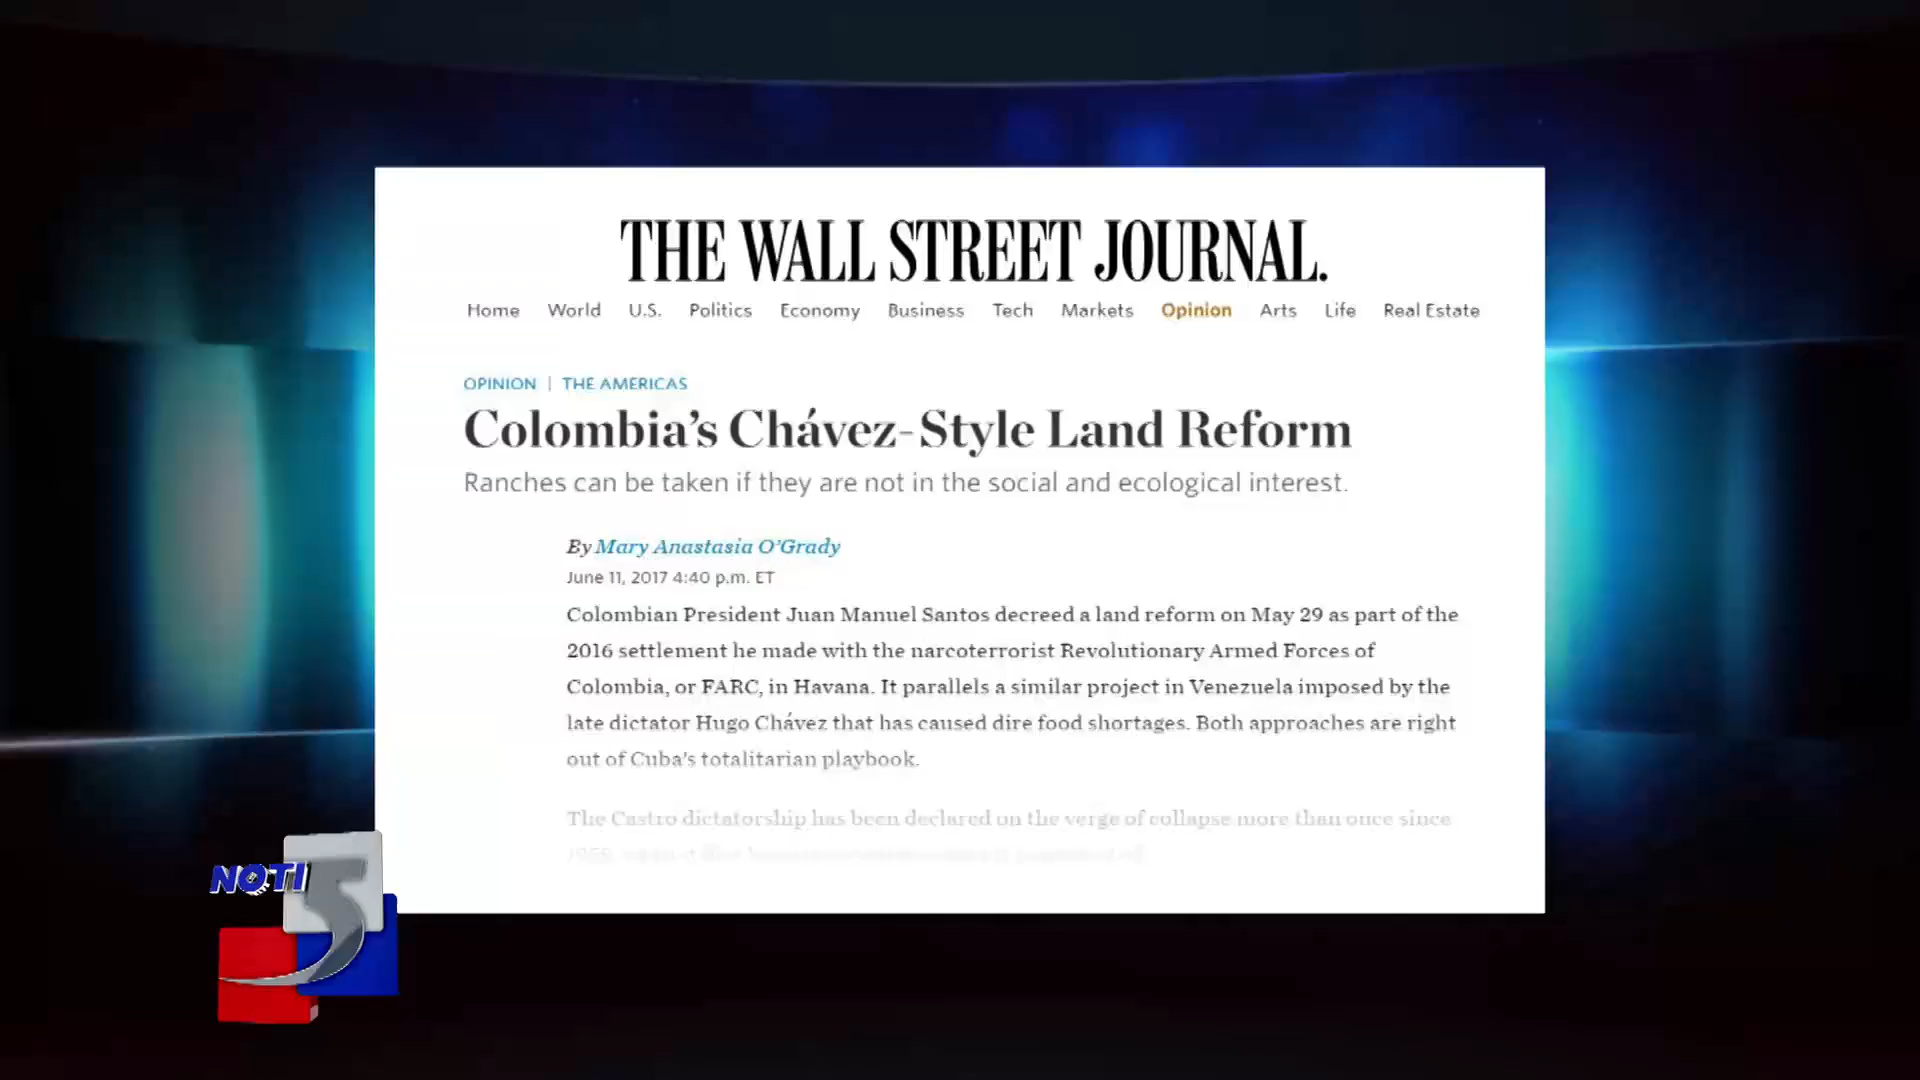 THE WALL STREET JOURNAL.
Home World U.S. Politics Economy Business Tech Markets Opinion Arts Life Real Estate
OPINION | THE AMERICAS
Colombia's Chávez-Style Land Reform
Ranches can be taken if they are not in the social and ecological interest.
By Mary Anastasia O'Grady
June 11, 2017 4:40 p.m. ET
Colombian President Juan Manuel Santos decreed a land reform on May 29 as part of the
2016 settlement he made with the narcoterrorist Revolutionary Armed Forces of
Colombia, or FARC, in Havana. It parallels a similar project in Venezuela imposed by the
late dictator Hugo Chávez that has caused dire food shortages. Both approaches are right
out of Cuba's totalitarian playbook.
The Castro dictatorship has been declared on the verge of collapse more than once since
NOTI 5